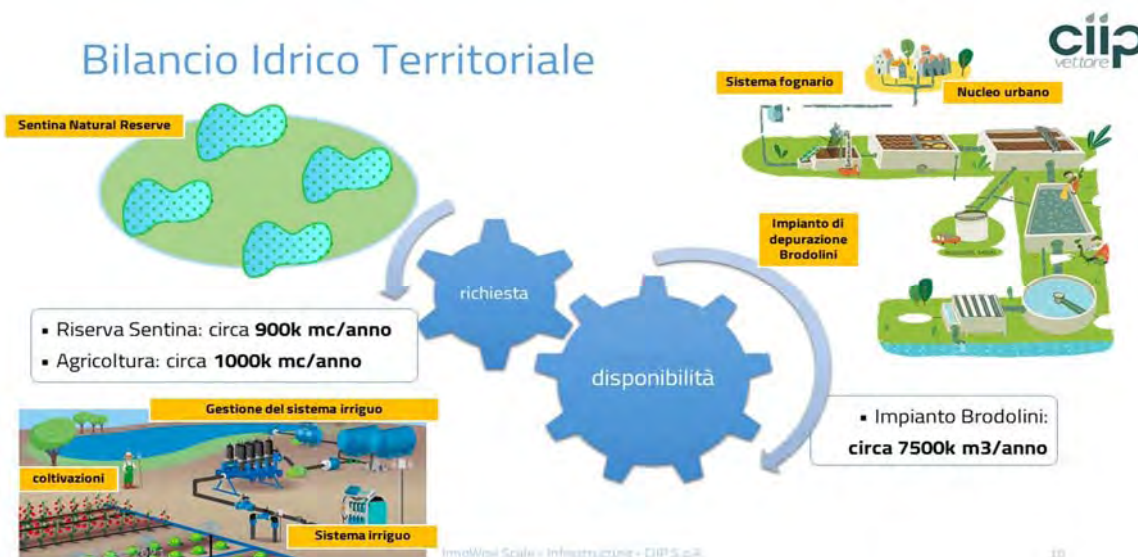 Bilancio Idrico Territoriale
ciip
vettore
Sistema fognario
Nucleo urbano
Sentina Natural Reserve
Impianto di
depurazione
Brodolini
richiesta
▪ Riserva Sentina: circa 900k mc/anno
▪ Agricoltura: circa 1000k mc/anno
disponibilità
▪ Impianto Brodolini:
circa 7500k m3/anno
Gestione del sistema irriguo
coltivazioni
Sistema irriguo
Infrastructure - CIIP S.p.A.